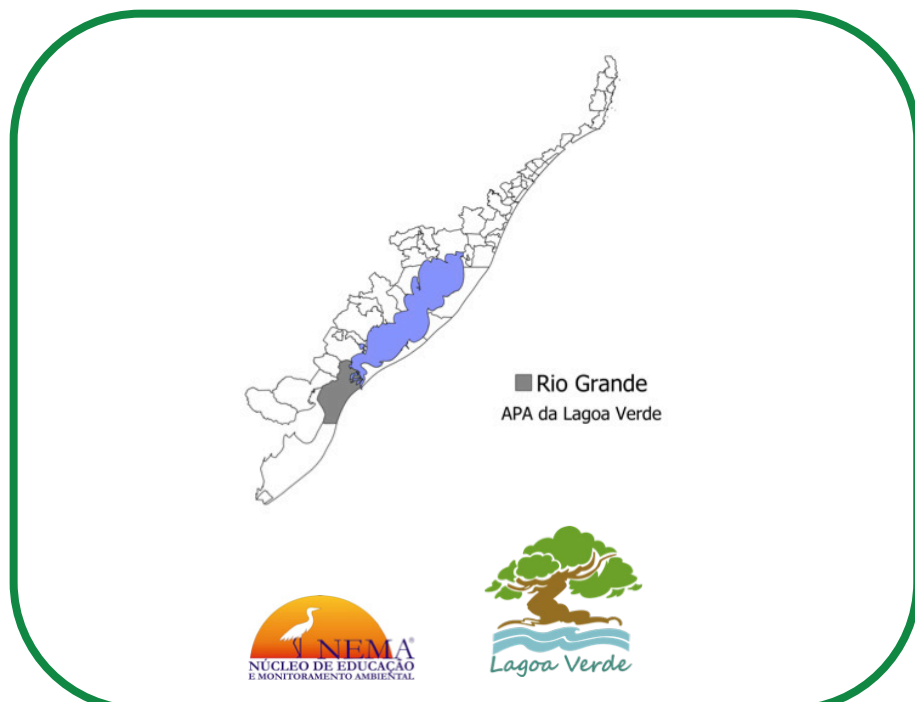 Rio Grande
APA da Lagoa Verde
NEMA®
NÚCLEO DE EDUCAÇÃO
E MONITORAMENTO AMBIENTAL
Lagoa Verde